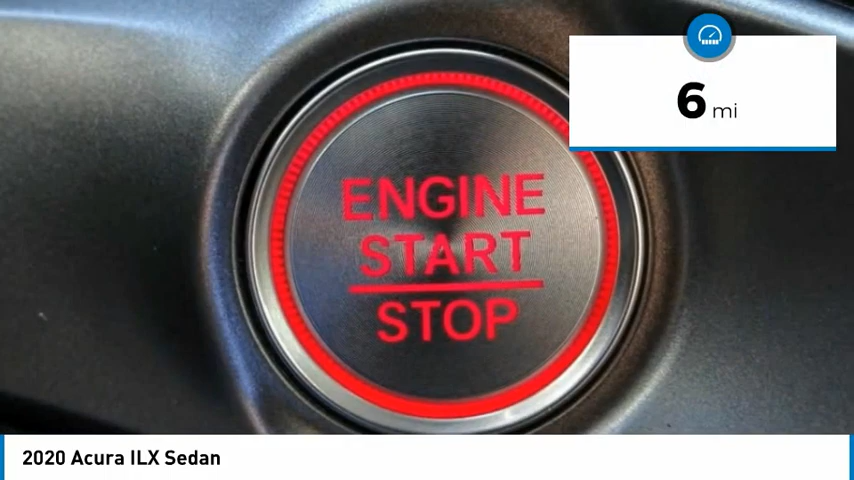 6 mi
ENGINE
START
STOP
2020 Acura ILX Sedan